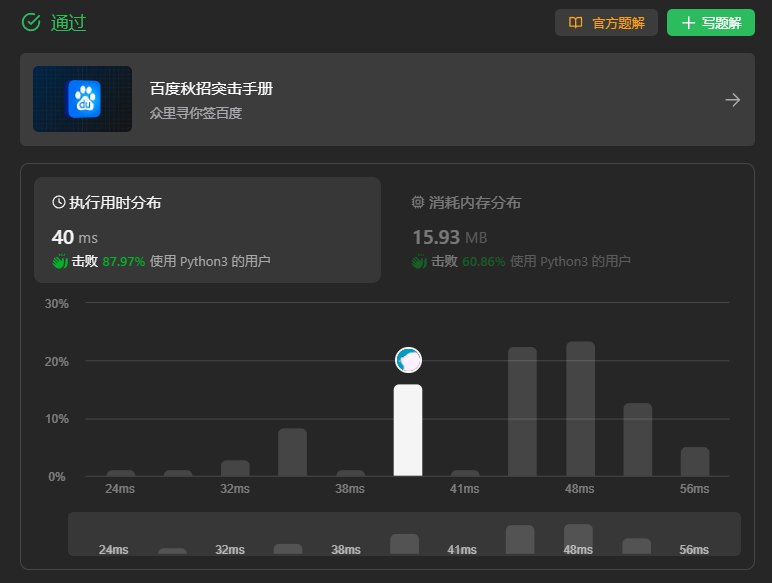 通过
官方题解
写题解
du
百度秋招突击手册
众里寻你签百度
执行用时分布
40 ms
击败 87.97% 使用 Python3 的用户
消耗内存分布
15.93 MB
击败 60.86% 使用 Python3 的用户
30%
20%
10%
0%
24ms 32ms 38ms 41ms 48ms 56ms
24ms 32ms 38ms 41ms 48ms 56ms